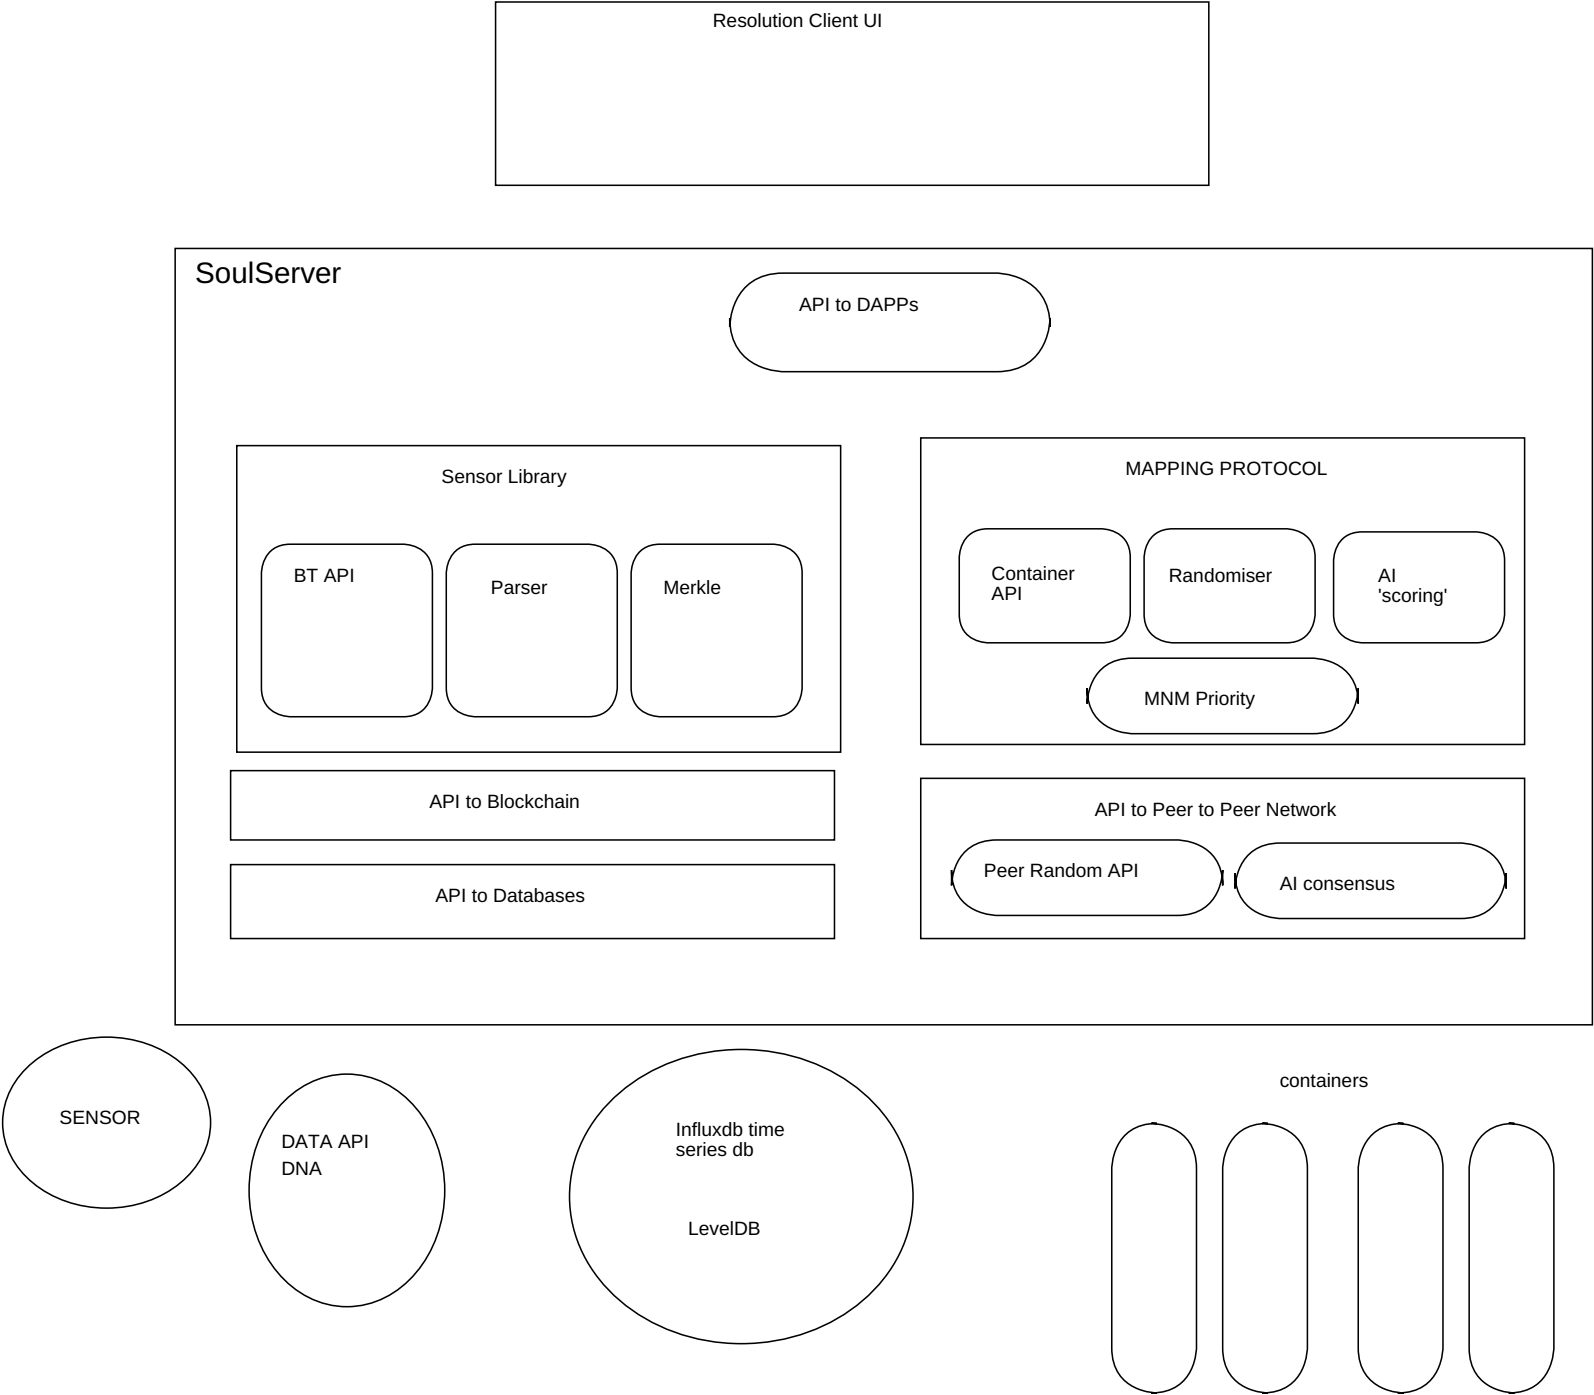 Resolution Client UI
SoulServer
API to DAPPs
Sensor Library
BT API
Parser
Merkle
MAPPING PROTOCOL
Container
API
Randomiser
AI
'scoring'
MNM Priority
API to Blockchain
API to Databases
API to Peer to Peer Network
Peer Random API
AI consensus
SENSOR
DATA API
DNA
Influxdb time
series db
LevelDB
containers